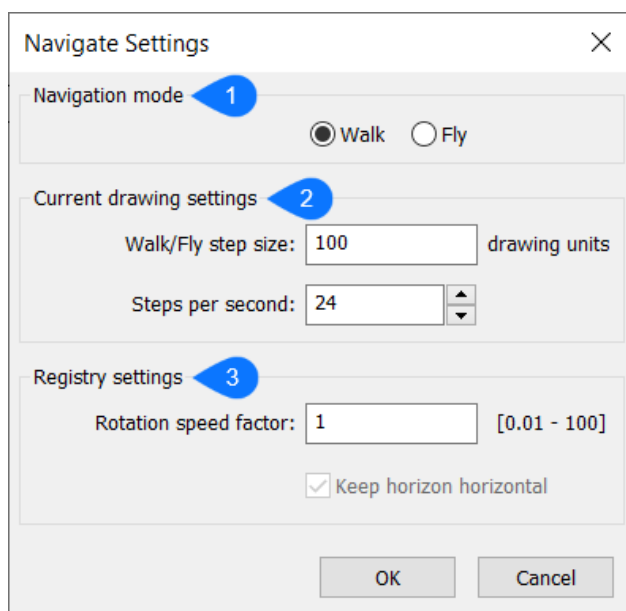 Navigate Settings
Navigation mode 1
Walk Fly
Current drawing settings 2
Walk/Fly step size: 100 drawing units
Steps per second: 24
Registry settings 3
Rotation speed factor: 1 [0.01 - 100]
Keep horizon horizontal
OK Cancel